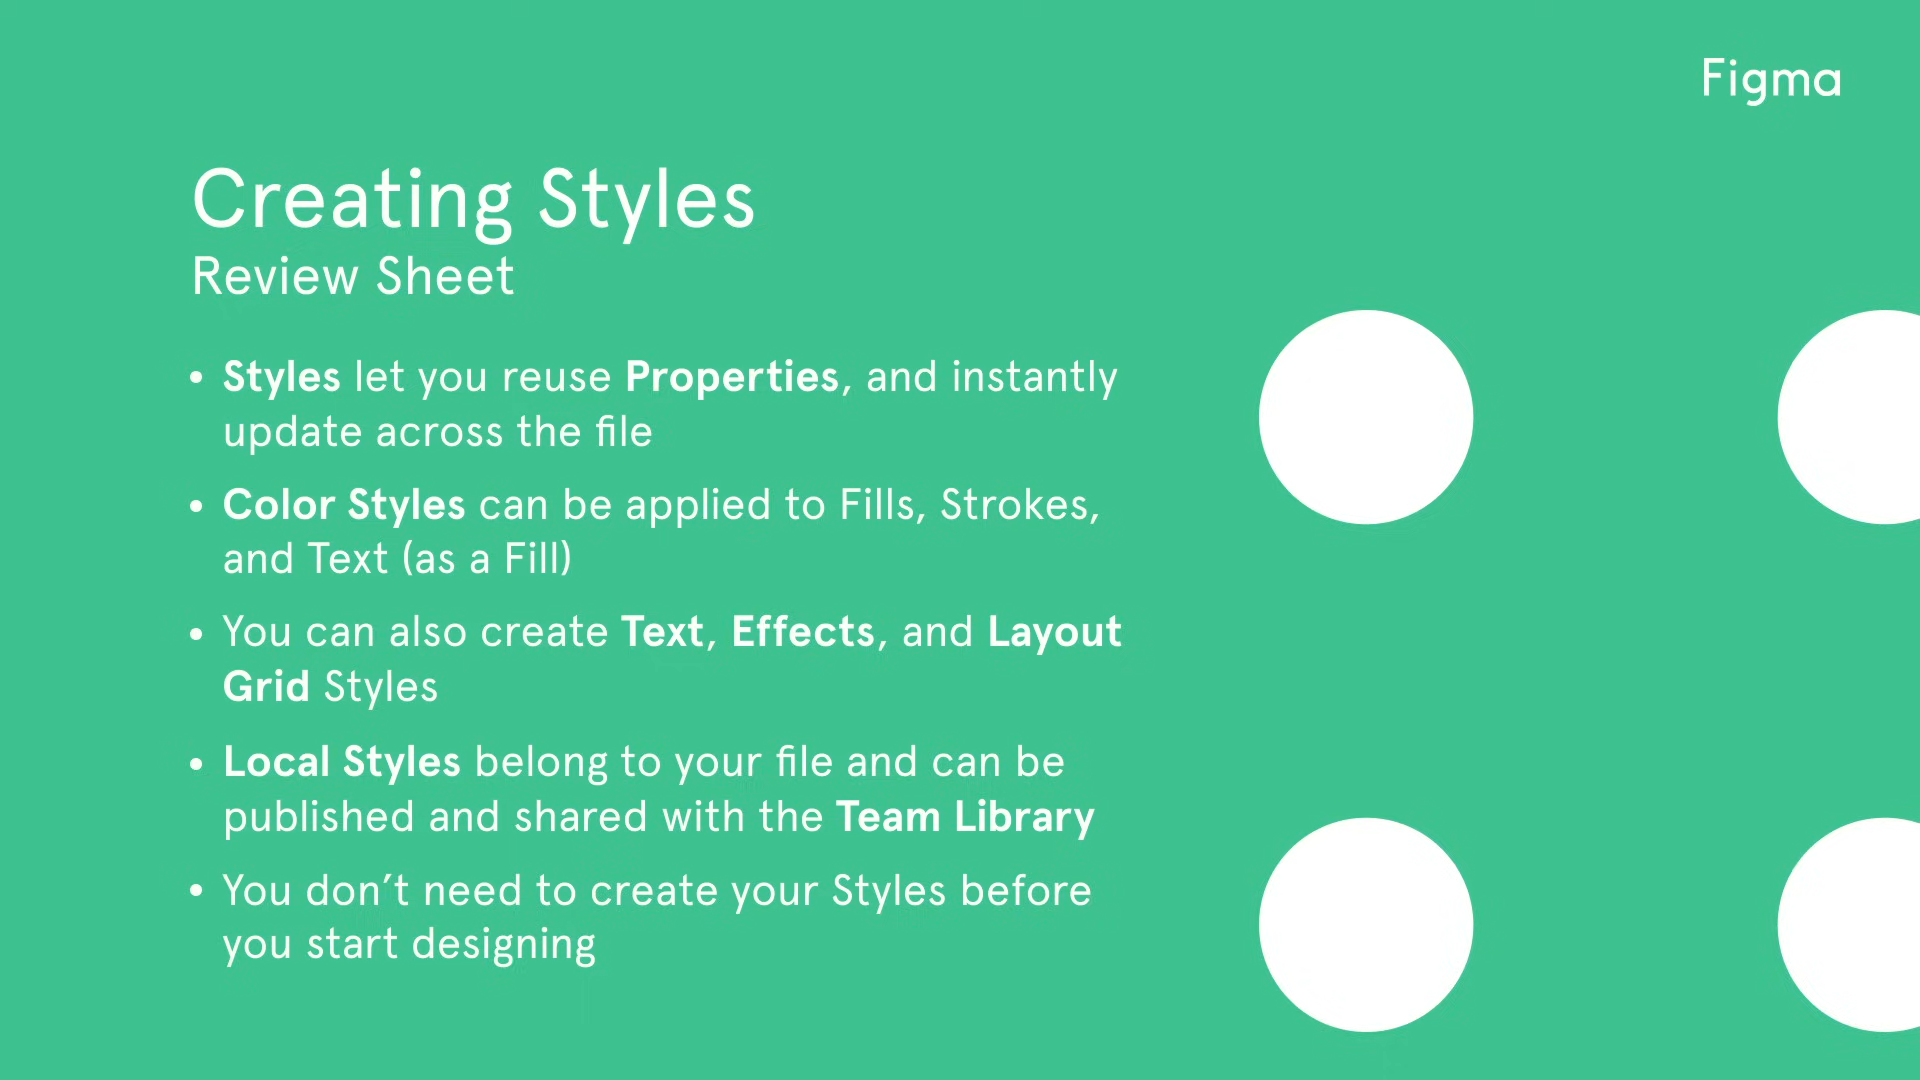 Figma
Creating Styles
Review Sheet
• Styles let you reuse Properties, and instantly
update across the file
• Color Styles can be applied to Fills, Strokes,
and Text (as a Fill)
• You can also create Text, Effects, and Layout
Grid Styles
• Local Styles belong to your file and can be
published and shared with the Team Library
• You don’t need to create your Styles before
you start designing